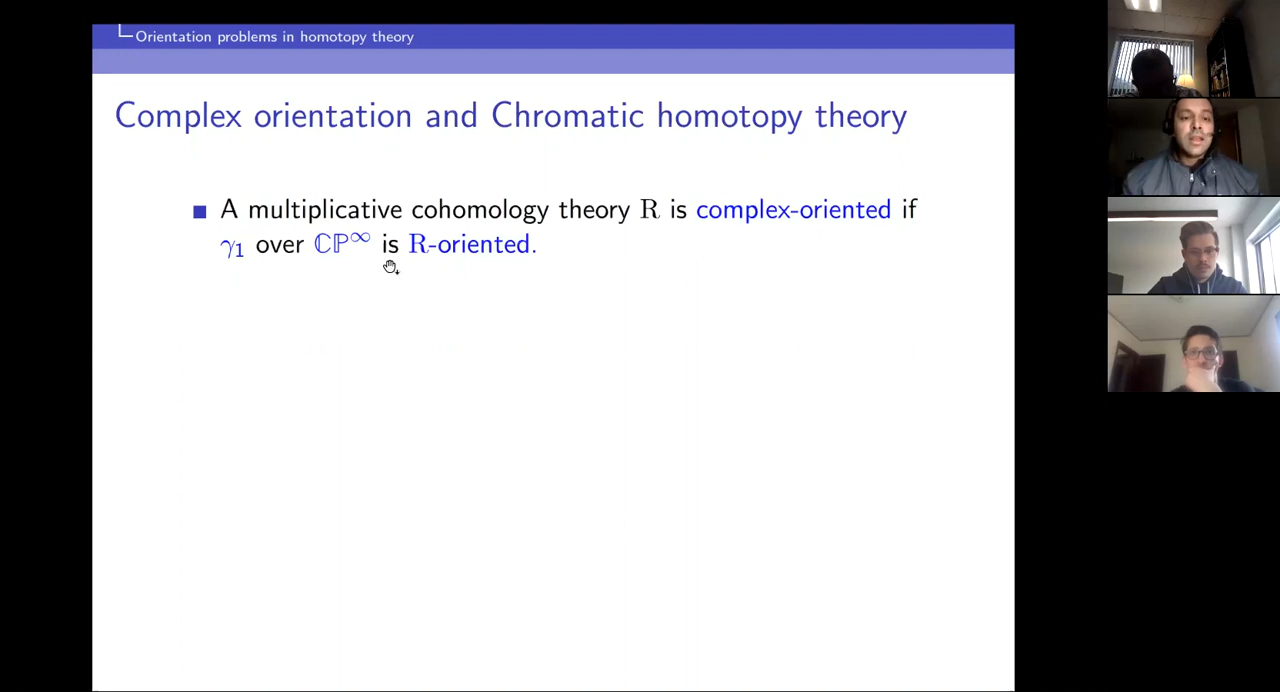 Orientation problems in homotopy theory
Complex orientation and Chromatic homotopy theory
A multiplicative cohomology theory R is complex-oriented if
γ₁ over ℂℙ^∞ is R-oriented.